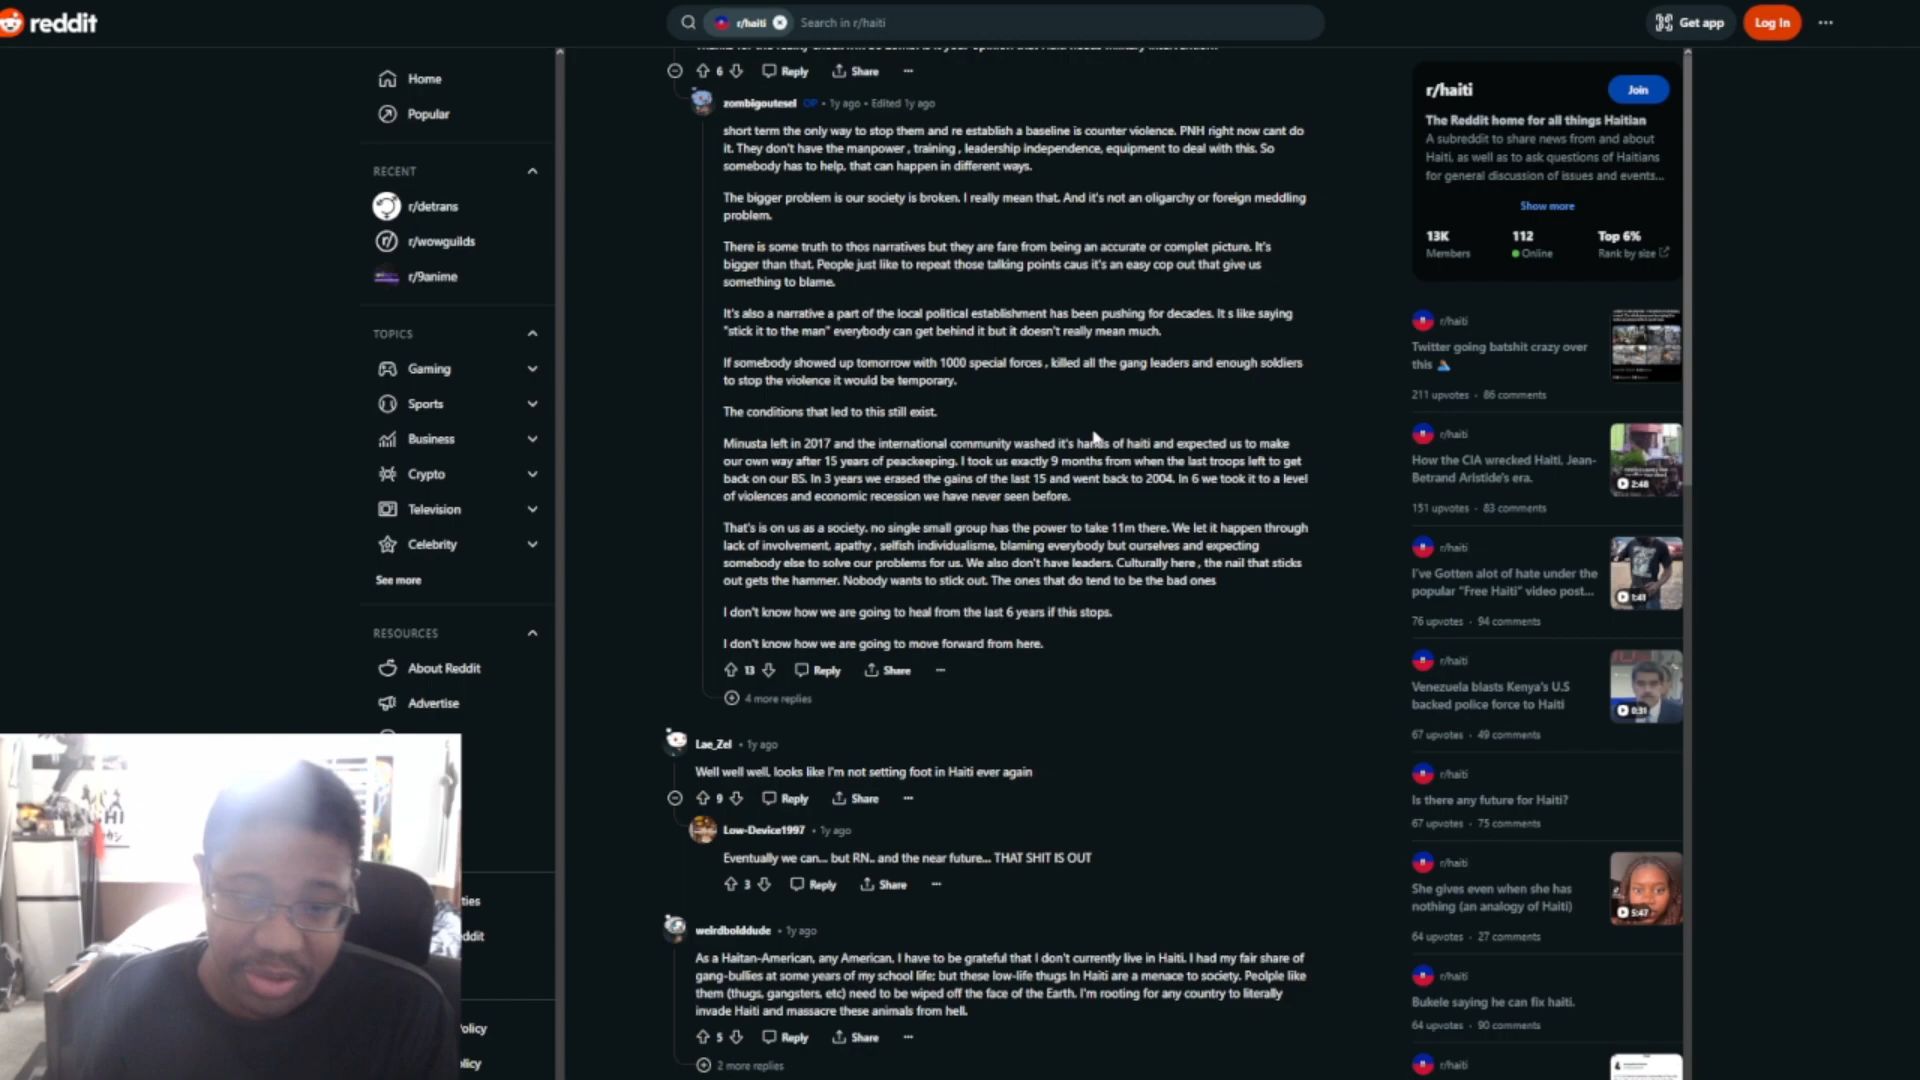 reddit
r/haiti
Search in r/haiti
Get app
Log In
Home
Popular
RECENT
r/detrans
r/wowguilds
r/9anime
TOPICS
Gaming
Sports
Business
Crypto
Television
Celebrity
See more
RESOURCES
About Reddit
Advertise
6
Reply
Share
zombigoutesel OP • 1y ago • Edited 1y ago
short term the only way to stop them and re establish a baseline is counter violence. PNH right now cant do
it. They don't have the manpower , training , leadership independence, equipment to deal with this. So
somebody has to help, that can happen in different ways.
The bigger problem is our society is broken. I really mean that. And it's not an oligarchy or foreign meddling
problem.
There is some truth to thos narratives but they are fare from being an accurate or complet picture. It's
bigger than that. People just like to repeat those talking points caus it's an easy cop out that give us
something to blame.
It's also a narrative a part of the local political establishment has been pushing for decades. It s like saying
"stick it to the man" everybody can get behind it but it doesn't really mean much.
If somebody showed up tomorrow with 1000 special forces , killed all the gang leaders and enough soldiers
to stop the violence it would be temporary.
The conditions that led to this still exist.
Minusta left in 2017 and the international community washed it's hands of haiti and expected us to make
our own way after 15 years of peackeeping. I took us exactly 9 months from when the last troops left to get
back on our BS. In 3 years we erased the gains of the last 15 and went back to 2004. In 6 we took it to a level
of violences and economic recession we have never seen before.
That's is on us as a society. no single small group has the power to take 11m there. We let it happen through
lack of involvement, apathy , selfish individualisme, blaming everybody but ourselves and expecting
somebody else to solve our problems for us. We also don't have leaders. Culturally here , the nail that sticks
out gets the hammer. Nobody wants to stick out. The ones that do tend to be the bad ones
I don't know how we are going to heal from the last 6 years if this stops.
I don't know how we are going to move forward from here.
13
Reply
Share
4 more replies
Lae_Zel • 1y ago
Well well well, looks like I'm not setting foot in Haiti ever again
9
Reply
Share
Low-Device1997 • 1y ago
Eventually we can... but RN.. and the near future... THAT SHIT IS OUT
3
Reply
Share
weirdbolddude • 1y ago
As a Haitan-American, any American, I have to be grateful that I don't currently live in Haiti. I had my fair share of
gang-bullies at some years of my school life; but these low-life thugs In Haiti are a menace to society. Peolple like
them (thugs, gangsters, etc) need to be wiped off the face of the Earth. I'm rooting for any country to literally
invade Haiti and massacre these animals from hell.
5
Reply
Share
2 more replies
r/haiti
Join
The Reddit home for all things Haitian
A subreddit to share news from and about
Haiti, as well as to ask questions of Haitians
for general discussion of issues and events...
Show more
13K
112
Top 6%
Members
Online
Rank by size
r/haiti
Twitter going batshit crazy over
this
211 upvotes · 86 comments
r/haiti
How the CIA wrecked Haiti, Jean-
Betrand Aristide's era.
2:48
151 upvotes · 83 comments
r/haiti
I've Gotten alot of hate under the
popular "Free Haiti" video post...
1:41
76 upvotes · 94 comments
r/haiti
Venezuela blasts Kenya's U.S
backed police force to Haiti
0:31
67 upvotes · 49 comments
r/haiti
Is there any future for Haiti?
67 upvotes · 75 comments
r/haiti
She gives even when she has
nothing (an analogy of Haiti)
5:47
64 upvotes · 27 comments
r/haiti
Bukele saying he can fix haiti.
64 upvotes · 90 comments
r/haiti